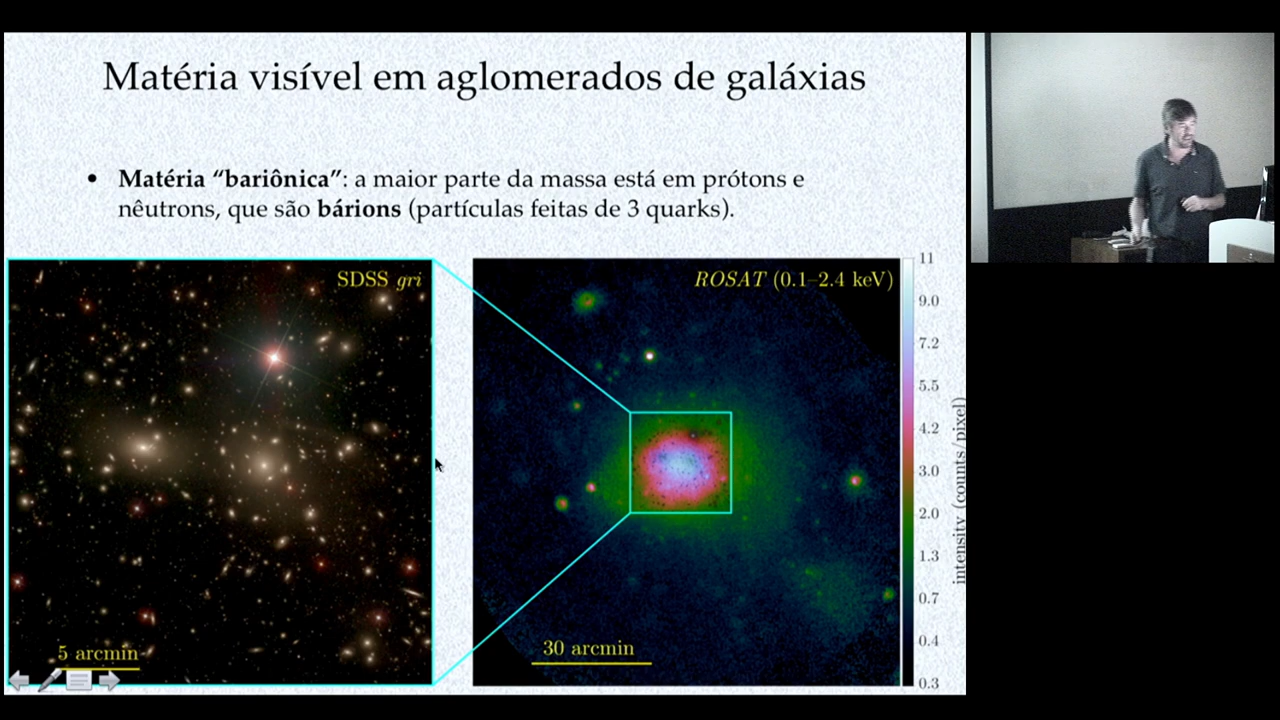 Matéria visível em aglomerados de galáxias
• Matéria “bariônica”: a maior parte da massa está em prótons e
nêutrons, que são bárions (partículas feitas de 3 quarks).
SDSS gri
5 arcmin
ROSAT (0.1–2.4 keV)
30 arcmin
11
9.0
7.2
5.5
4.2
3.0
2.0
1.3
0.7
0.4
0.3
intensity (counts/pixel)